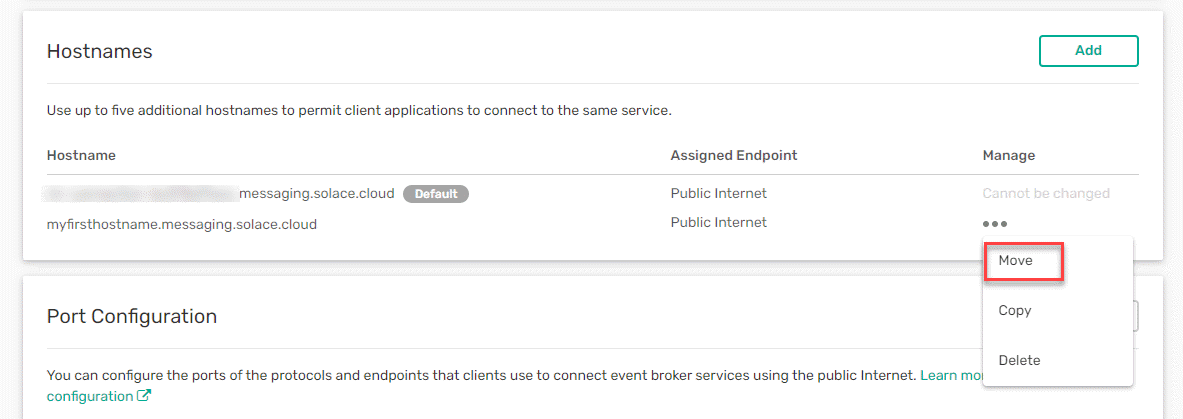 Hostnames
Add
Use up to five additional hostnames to permit client applications to connect to the same service.
Hostname Assigned Endpoint Manage
messaging.solace.cloud Default Public Internet Cannot be changed
myfirsthostname.messaging.solace.cloud Public Internet •••
Move
Copy
Delete
Port Configuration
You can configure the ports of the protocols and endpoints that clients use to connect event broker services using the public Internet. Learn
configuration